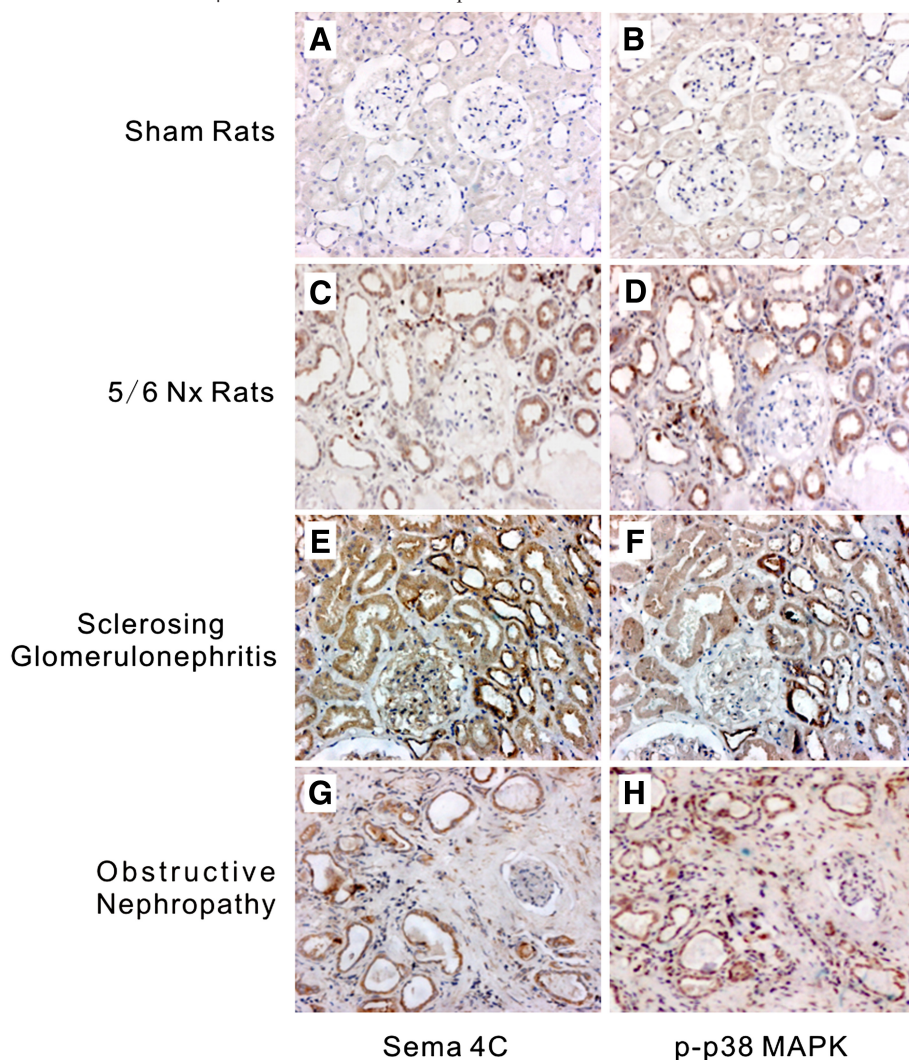 A
B
Sham Rats
C
D
5/6 Nx Rats
E
F
Sclerosing
Glomerulonephritis
G
H
Obstructive
Nephropathy
Sema 4C
p-p38 MAPK